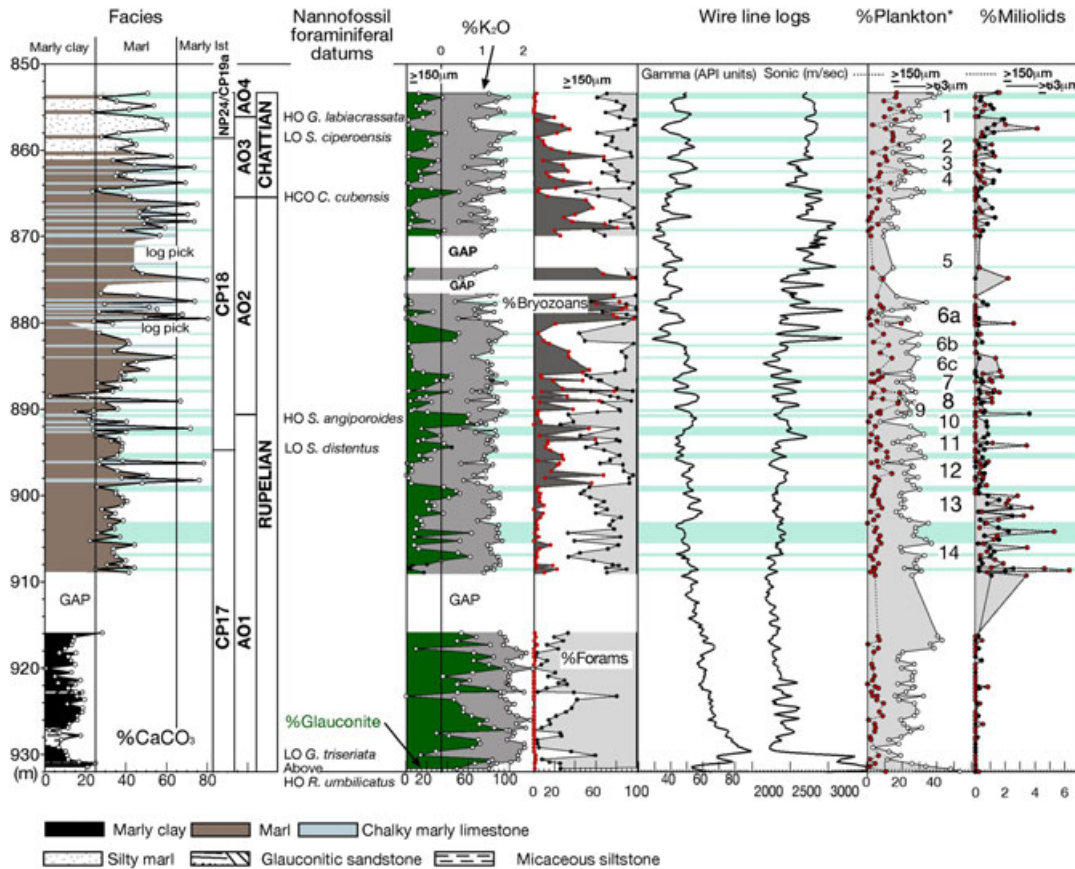 Facies
Nannofossil
foraminiferal
datums
%K₂O
Wire line logs
%Plankton*
%Miliolids
Marly clay
Marl
Marly lst
0
1
2
≥150µm
≥150µm
Gamma (API units)
Sonic (m/sec)
≥150µm
>63µm
≥150µm
≥63µm
850
860
870
880
890
900
910
920
930
(m)
NP24/CP19a
CP18
CP17
AO4
AO3
AO2
AO1
CHATTIAN
RUPELIAN
HO G. labiacrassata
LO S. ciperoensis
HCO C. cubensis
HO S. angiporoides
LO S. distentus
LO G. triseriata
Above
HO R. umbilicatus
log pick
log pick
GAP
%CaCO₃
GAP
GAP
GAP
%Bryozoans
%Forams
%Glauconite
1
2
3
4
5
6a
6b
6c
7
8
9
10
11
12
13
14
0 20 40 60 80
0 20 60 100
0 20 60 100
40 60 80
2000 2500 3000
0 20 40
0 2 4 6
Marly clay
Marl
Chalky marly limestone
Silty marl
Glauconitic sandstone
Micaceous siltstone